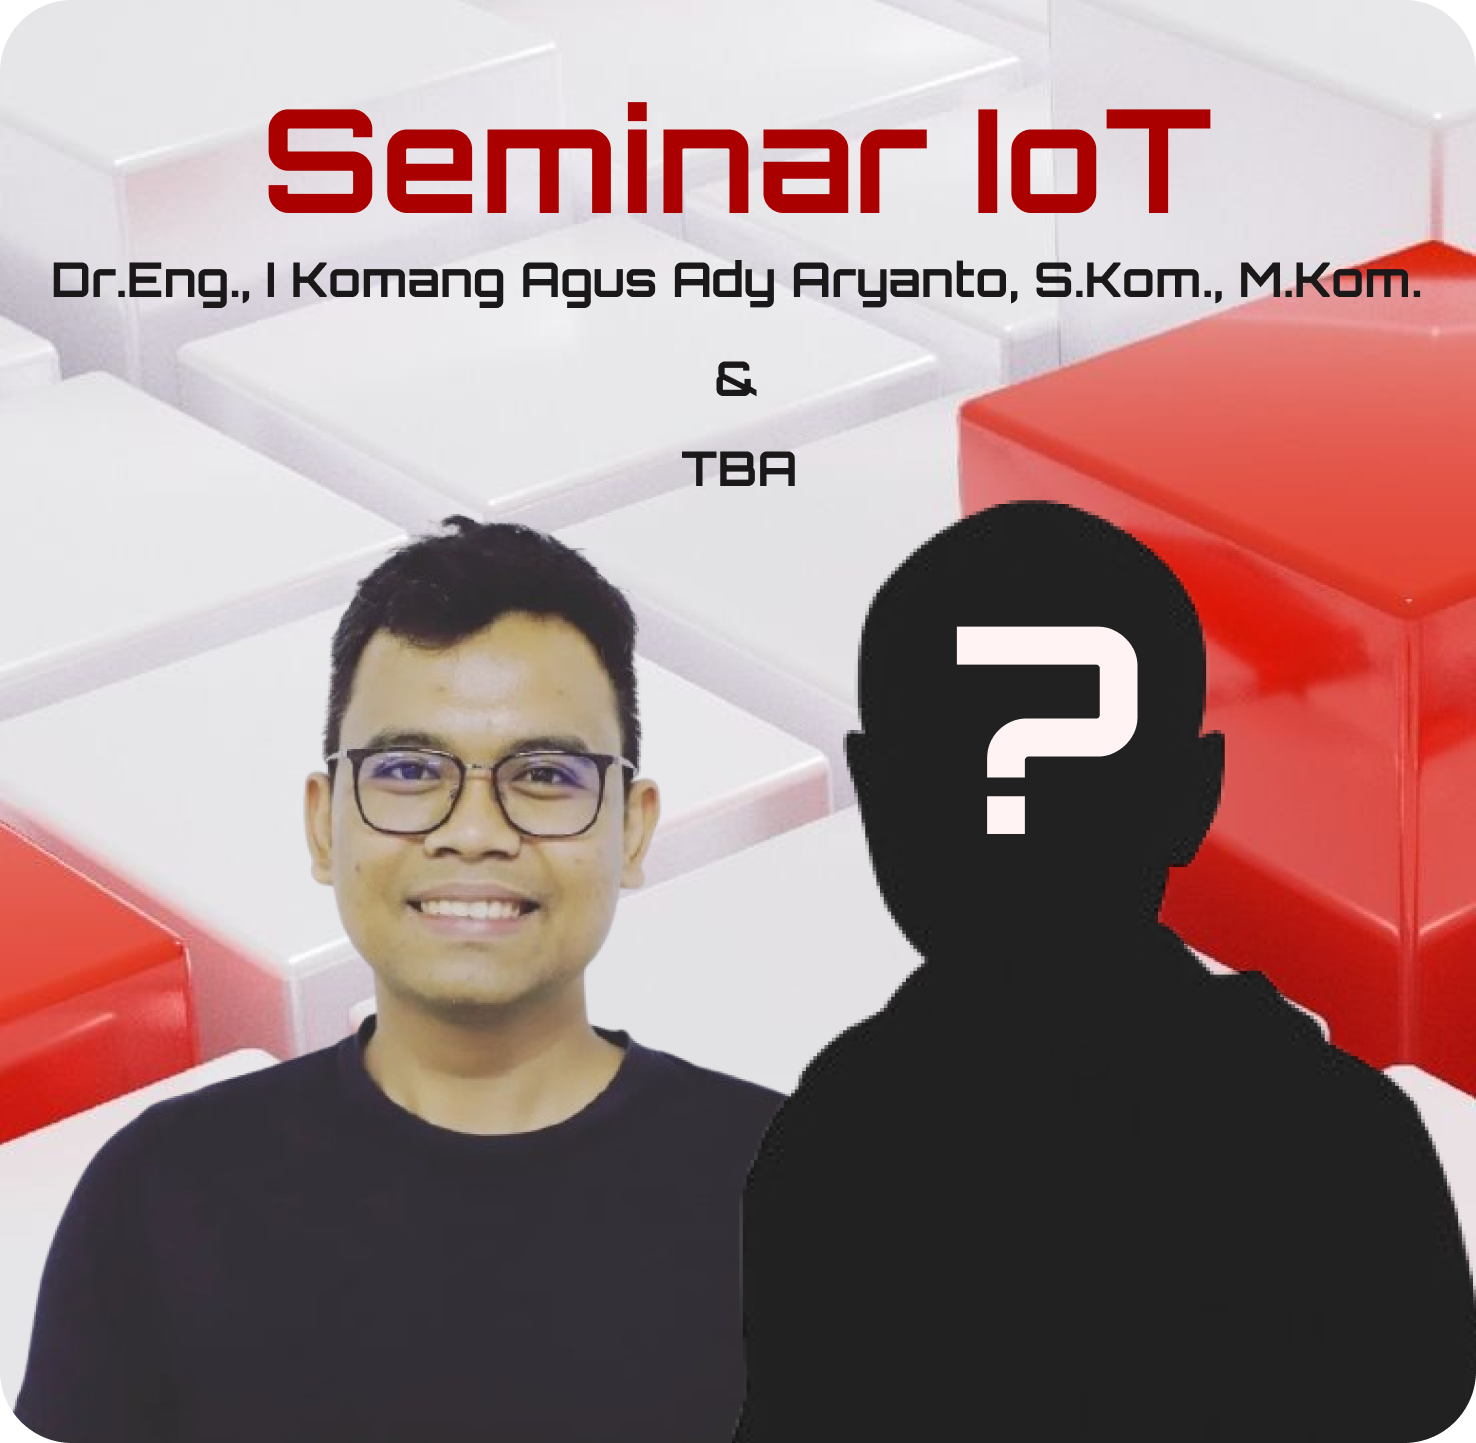 Seminar IoT
Dr.Eng., I Komang Agus Ady Aryanto, S.Kom., M.Kom.
&
TBA
?